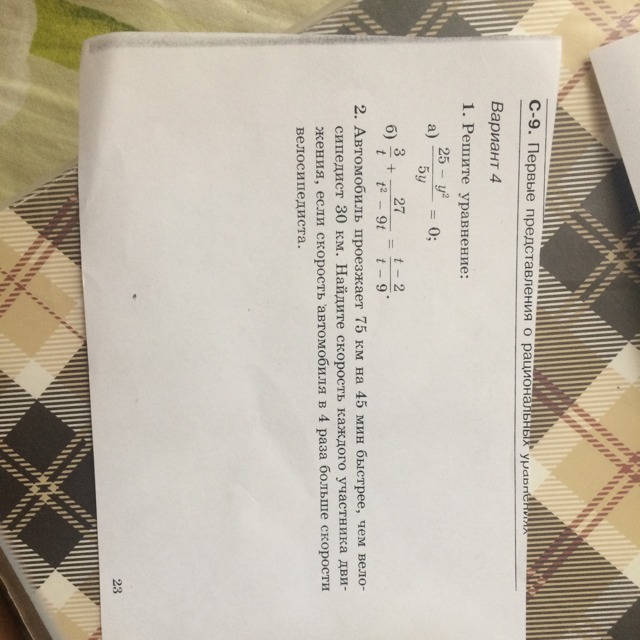 С-9. Первые представления о рациональных уравнениях
Вариант 4
1. Решите уравнение:
а) (25 − y²)/(5y) = 0;
б) 3/t + 27/(t² − 9t) = (t − 2)/(t − 9).
2. Автомобиль проезжает 75 км на 45 мин быстрее, чем вело-
сипедист 30 км. Найдите скорость каждого участника дви-
жения, если скорость автомобиля в 4 раза больше скорости
велосипедиста.
23